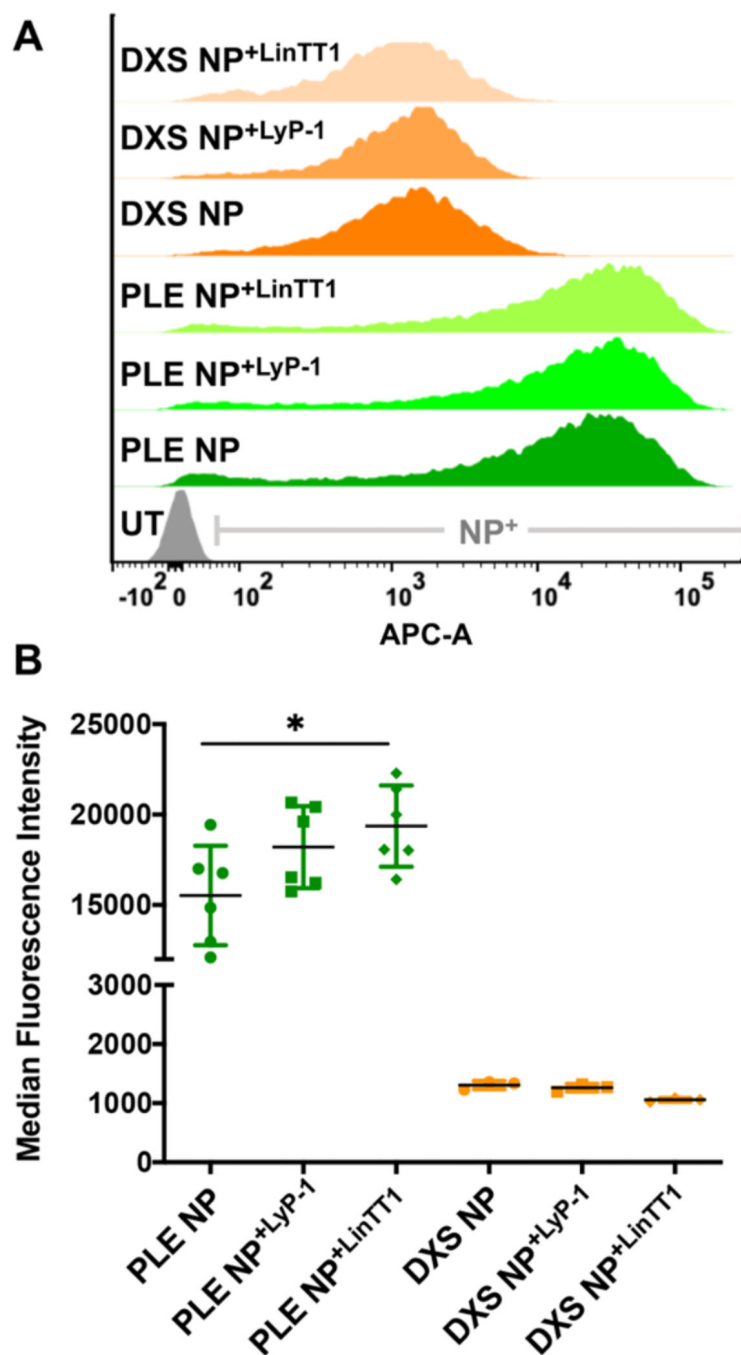 A
DXS NP+LinTT1
DXS NP+LyP-1
DXS NP
PLE NP+LinTT1
PLE NP+LyP-1
PLE NP
UT
NP+
-10² 0 10² 10³ 10⁴ 10⁵
APC-A
B
Median Fluorescence Intensity
25000
*
20000
15000
3000
2000
1000
0
PLE NP
PLE NP+LyP-1
PLE NP+LinTT1
DXS NP
DXS NP+LyP-1
DXS NP+LinTT1